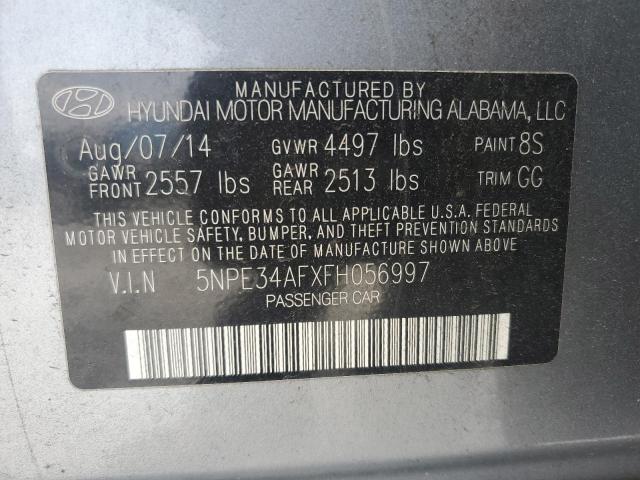 MANUFACTURED BY
HYUNDAI MOTOR MANUFACTURING ALABAMA, LLC
Aug/07/14 GVWR 4497 lbs PAINT 8S
GAWR FRONT 2557 lbs GAWR REAR 2513 lbs TRIM GG
THIS VEHICLE CONFORMS TO ALL APPLICABLE U.S.A. FEDERAL
MOTOR VEHICLE SAFETY, BUMPER, AND THEFT PREVENTION STANDARDS
IN EFFECT ON THE DATE OF MANUFACTURE SHOWN ABOVE.
V.I.N 5NPE34AFXFH056997
PASSENGER CAR